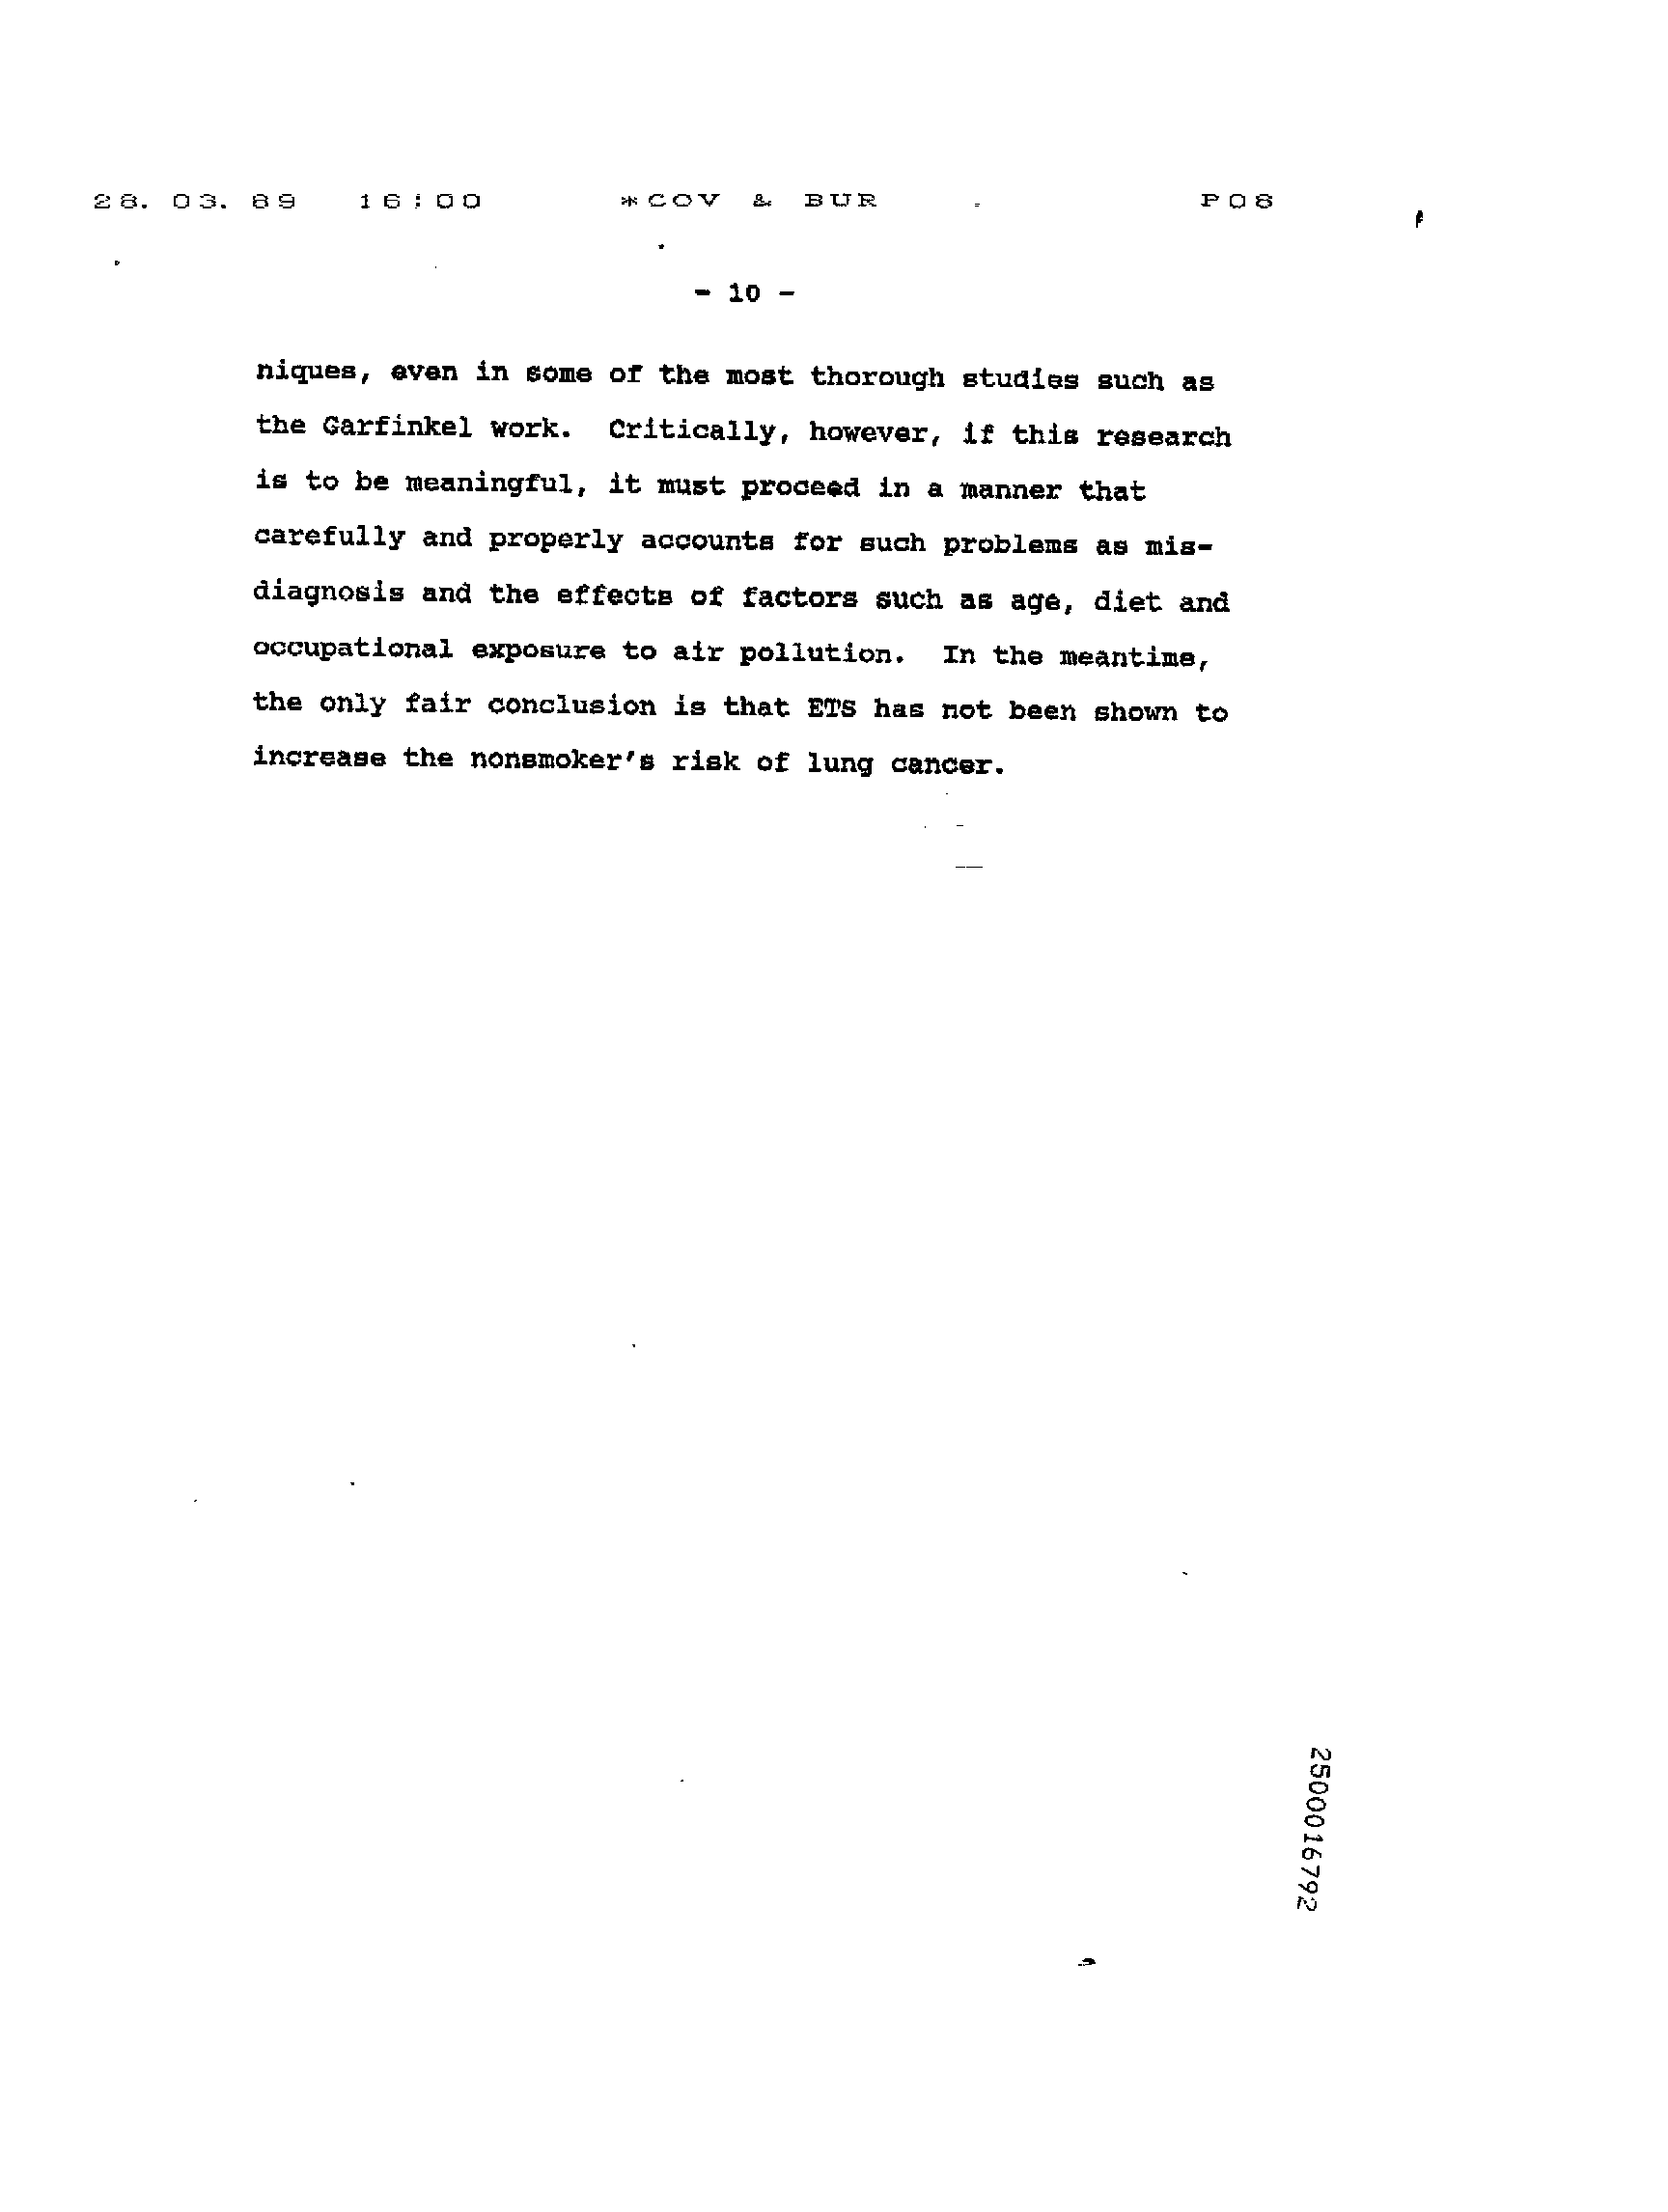 28. 03. 89 16:00 *COV & BUR P08
- 10 -
niques, even in some of the most thorough studies such as
the Garfinkel work. Critically, however, if this research
is to be meaningful, it must proceed in a manner that
carefully and properly accounts for such problems as mis-
diagnosis and the effects of factors such as age, diet and
occupational exposure to air pollution. In the meantime,
the only fair conclusion is that ETS has not been shown to
increase the nonsmoker's risk of lung cancer.
2500016792